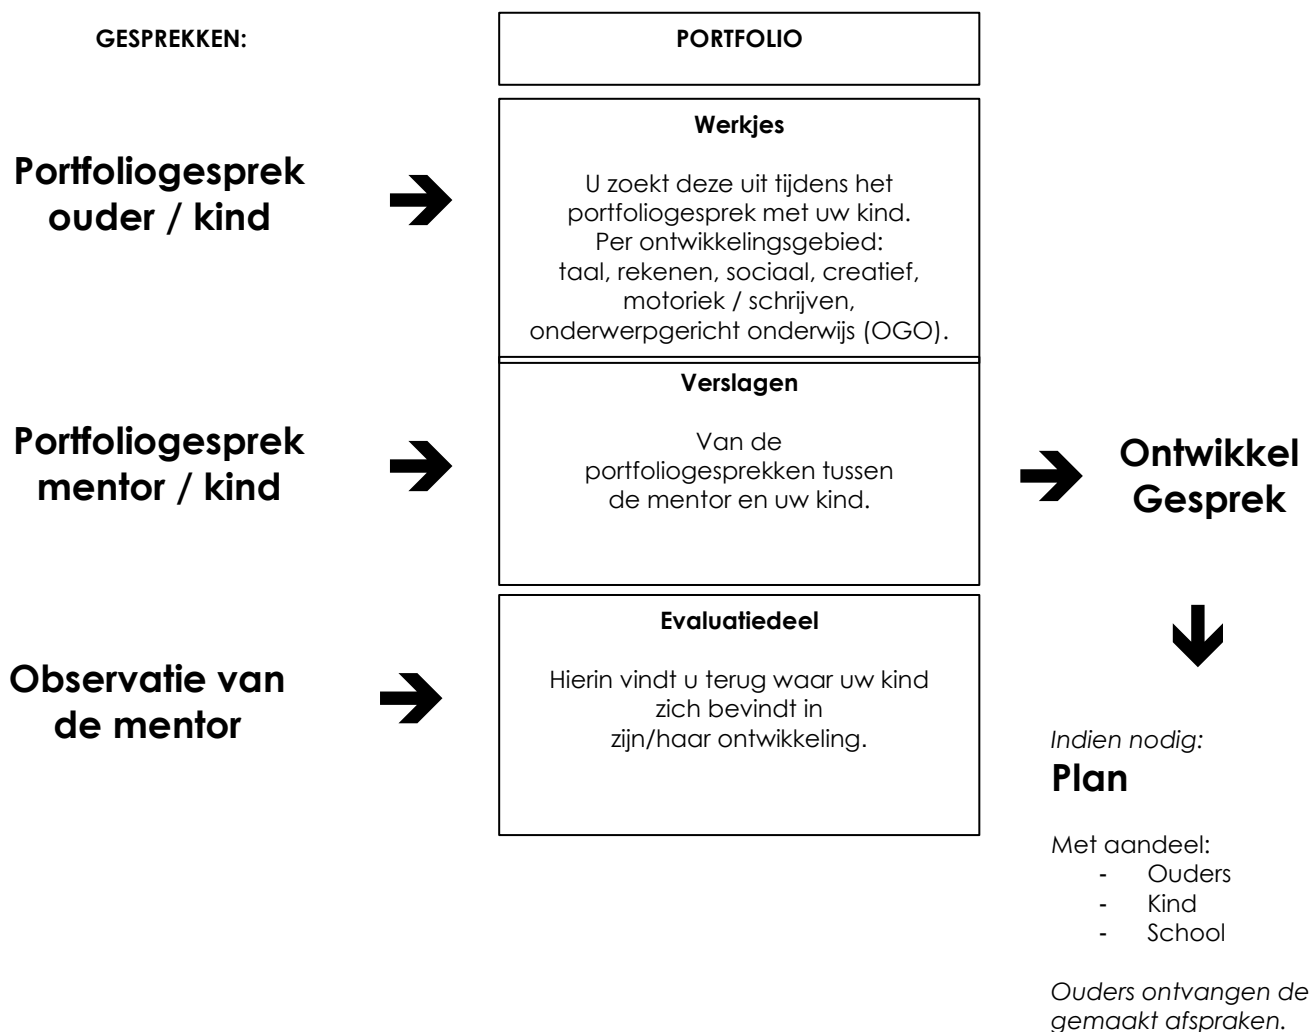 GESPREKKEN:
PORTFOLIO
Portfoliogesprek
ouder / kind
Werkjes
U zoekt deze uit tijdens het
portfoliogesprek met uw kind.
Per ontwikkelingsgebied:
taal, rekenen, sociaal, creatief,
motoriek / schrijven,
onderwerpgericht onderwijs (OGO).
Portfoliogesprek
mentor / kind
Verslagen
Van de
portfoliogesprekken tussen
de mentor en uw kind.
Ontwikkel
Gesprek
Observatie van
de mentor
Evaluatiedeel
Hierin vindt u terug waar uw kind
zich bevindt in
zijn/haar ontwikkeling.
Indien nodig:
Plan
Met aandeel:
- Ouders
- Kind
- School
Ouders ontvangen de
gemaakt afspraken.